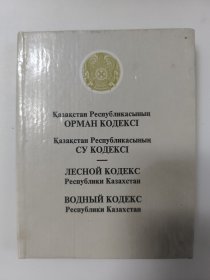 Қазақстан Республикасының
ОРМАН КОДЕКСІ
Қазақстан Республикасының
СУ КОДЕКСІ
ЛЕСНОЙ КОДЕКС
Республики Казахстан
ВОДНЫЙ КОДЕКС
Республики Казахстан